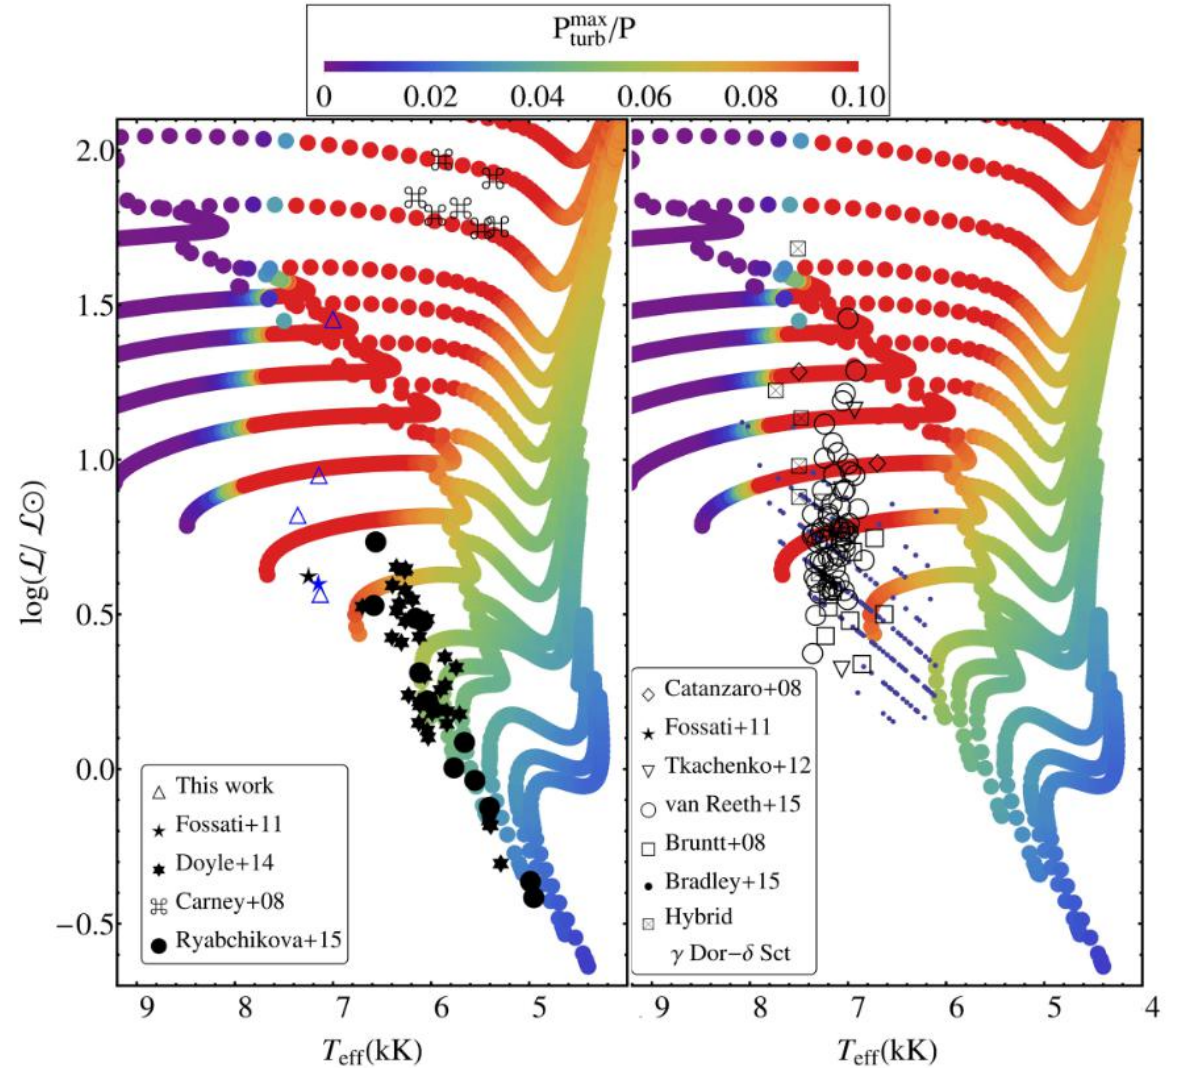 P^max_turb/P
0 0.02 0.04 0.06 0.08 0.10
2.0
1.5
1.0
0.5
0.0
−0.5
log(ℒ/ℒ⊙)
This work
Fossati+11
Doyle+14
Carney+08
Ryabchikova+15
Catanzaro+08
Fossati+11
Tkachenko+12
van Reeth+15
Bruntt+08
Bradley+15
Hybrid
γ Dor−δ Sct
9 8 7 6 5
9 8 7 6 5 4
T_eff(kK)
T_eff(kK)